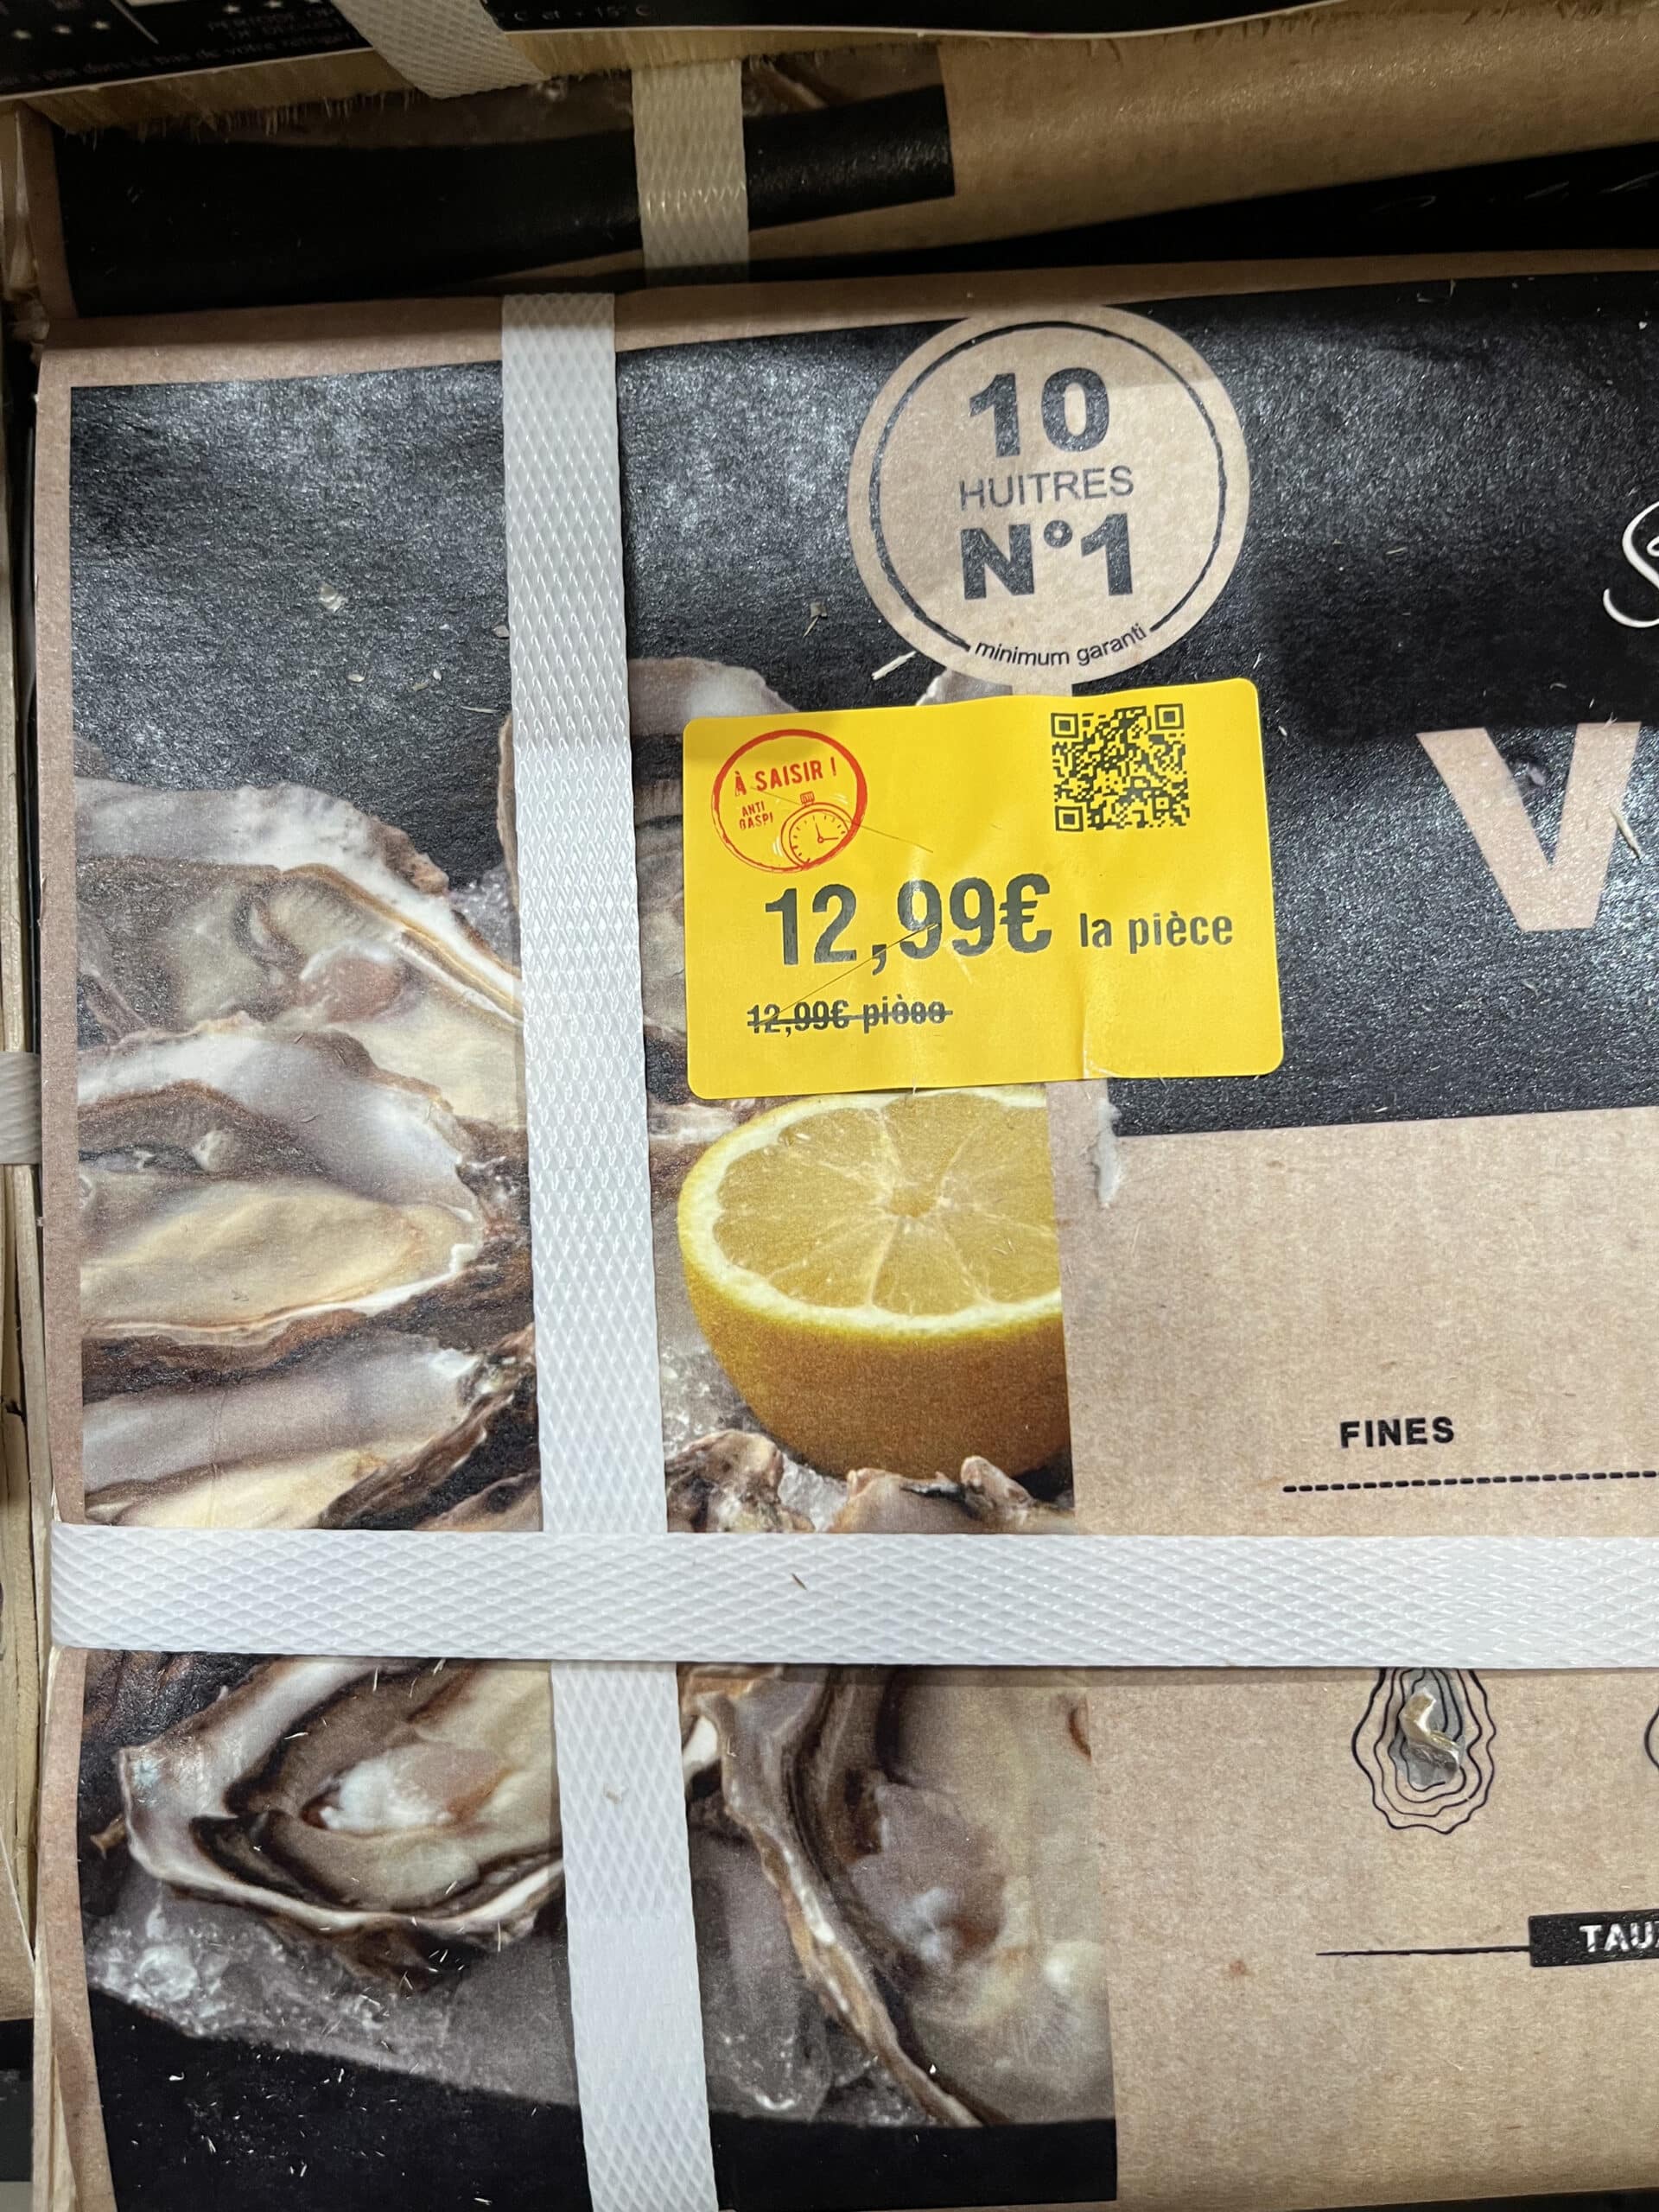 10
HUITRES
N°1
minimum garanti
À SAISIR !
ANTI
GASPI
12,99€ la pièce
12,99€ pièce
FINES